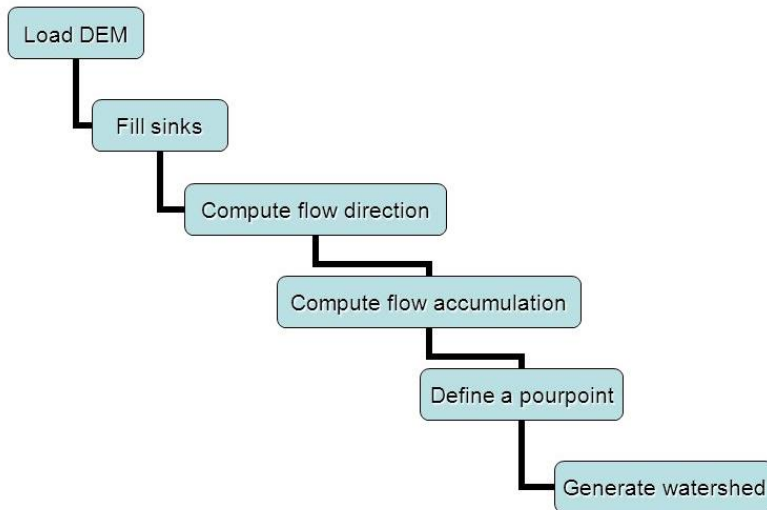 Load DEM
Fill sinks
Compute flow direction
Compute flow accumulation
Define a pourpoint
Generate watershed